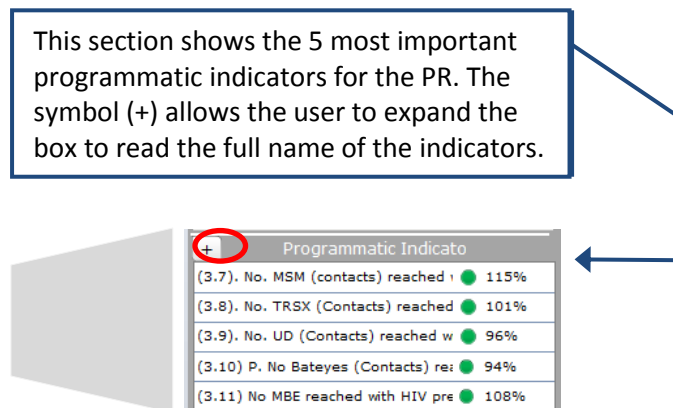 This section shows the 5 most important
programmatic indicators for the PR. The
symbol (+) allows the user to expand the
box to read the full name of the indicators.
+ Programmatic Indicato
(3.7). No. MSM (contacts) reached 115%
(3.8). No. TRSX (Contacts) reached 101%
(3.9). No. UD (Contacts) reached w 96%
(3.10) P. No Bateyes (Contacts) rea 94%
(3.11) No MBE reached with HIV pre 108%